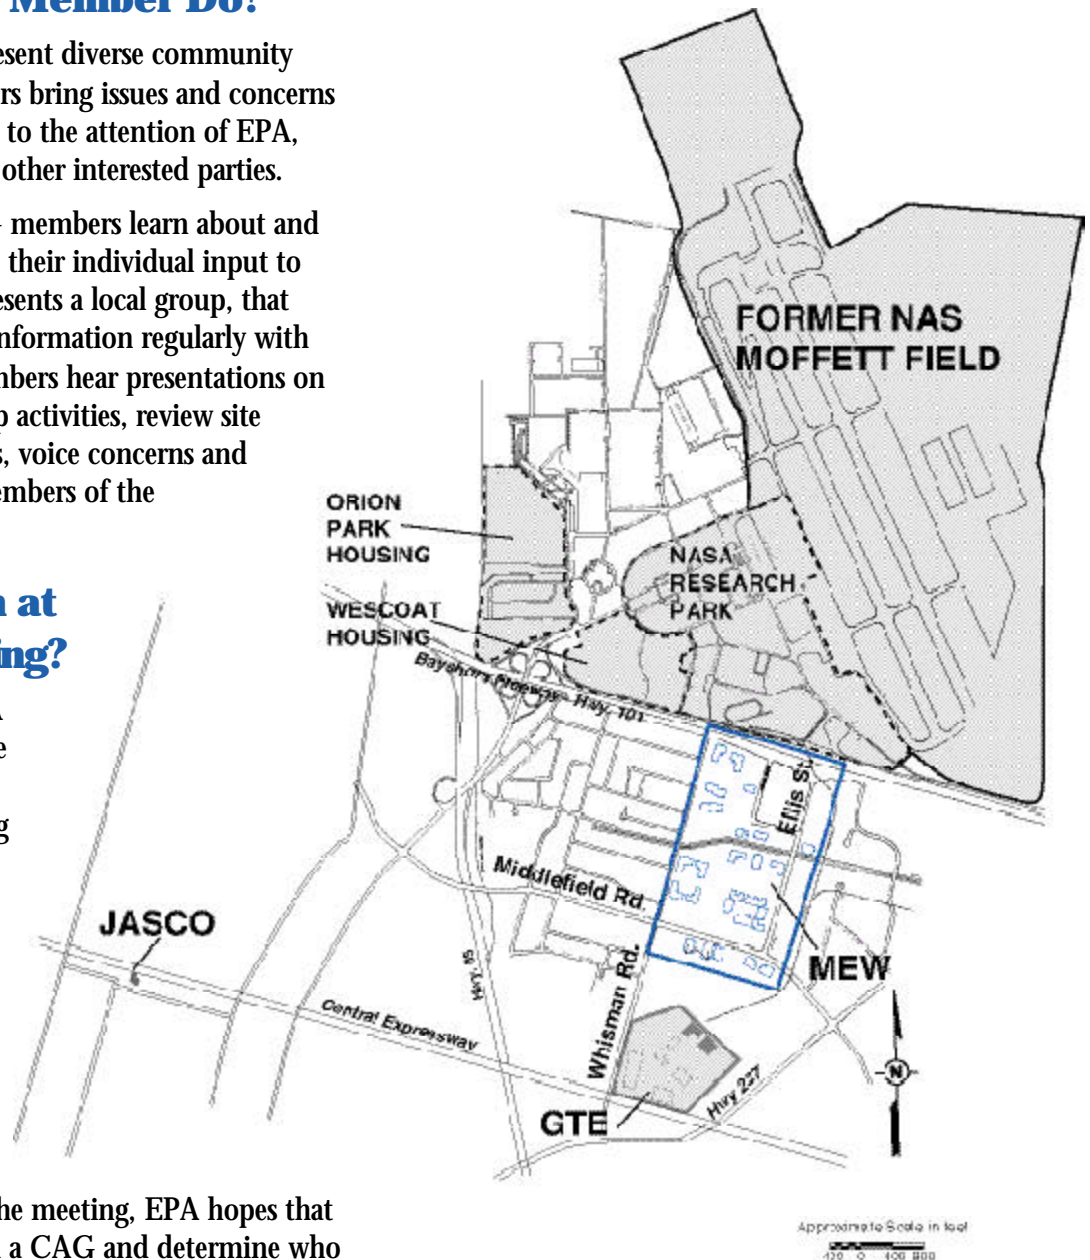 Member Do?
esent diverse community
rs bring issues and concerns
to the attention of EPA,
other interested parties.
members learn about and
their individual input to
esents a local group, that
nformation regularly with
nbers hear presentations on
p activities, review site
s, voice concerns and
embers of the
n at
ing?
A
e
g
he meeting, EPA hopes that
a CAG and determine who
FORMER NAS
MOFFETT FIELD
ORION
PARK
HOUSING
NASA
RESEARCH
PARK
WESCOAT
HOUSING
Bayshore Freeway - Hwy. 101
Ellis St.
Middlefield Rd.
JASCO
Hwy. 85
MEW
Whisman Rd.
Central Expressway
N
Hwy 237
GTE
Approximate Scale in feet
400 0 400 800